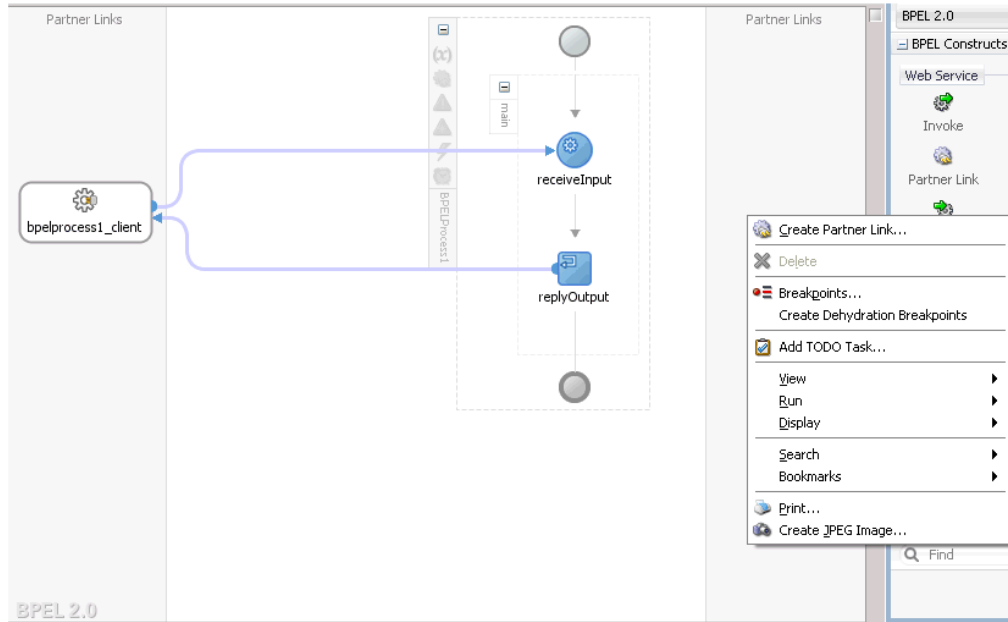 Partner Links
bpelprocess1_client
BPELProcess1
main
receiveInput
replyOutput
BPEL 2.0
Partner Links
BPEL 2.0
BPEL Constructs
Web Service
Invoke
Partner Link
Create Partner Link...
Delete
Breakpoints...
Create Dehydration Breakpoints
Add TODO Task...
View
Run
Display
Search
Bookmarks
Print...
Create JPEG Image...
Find